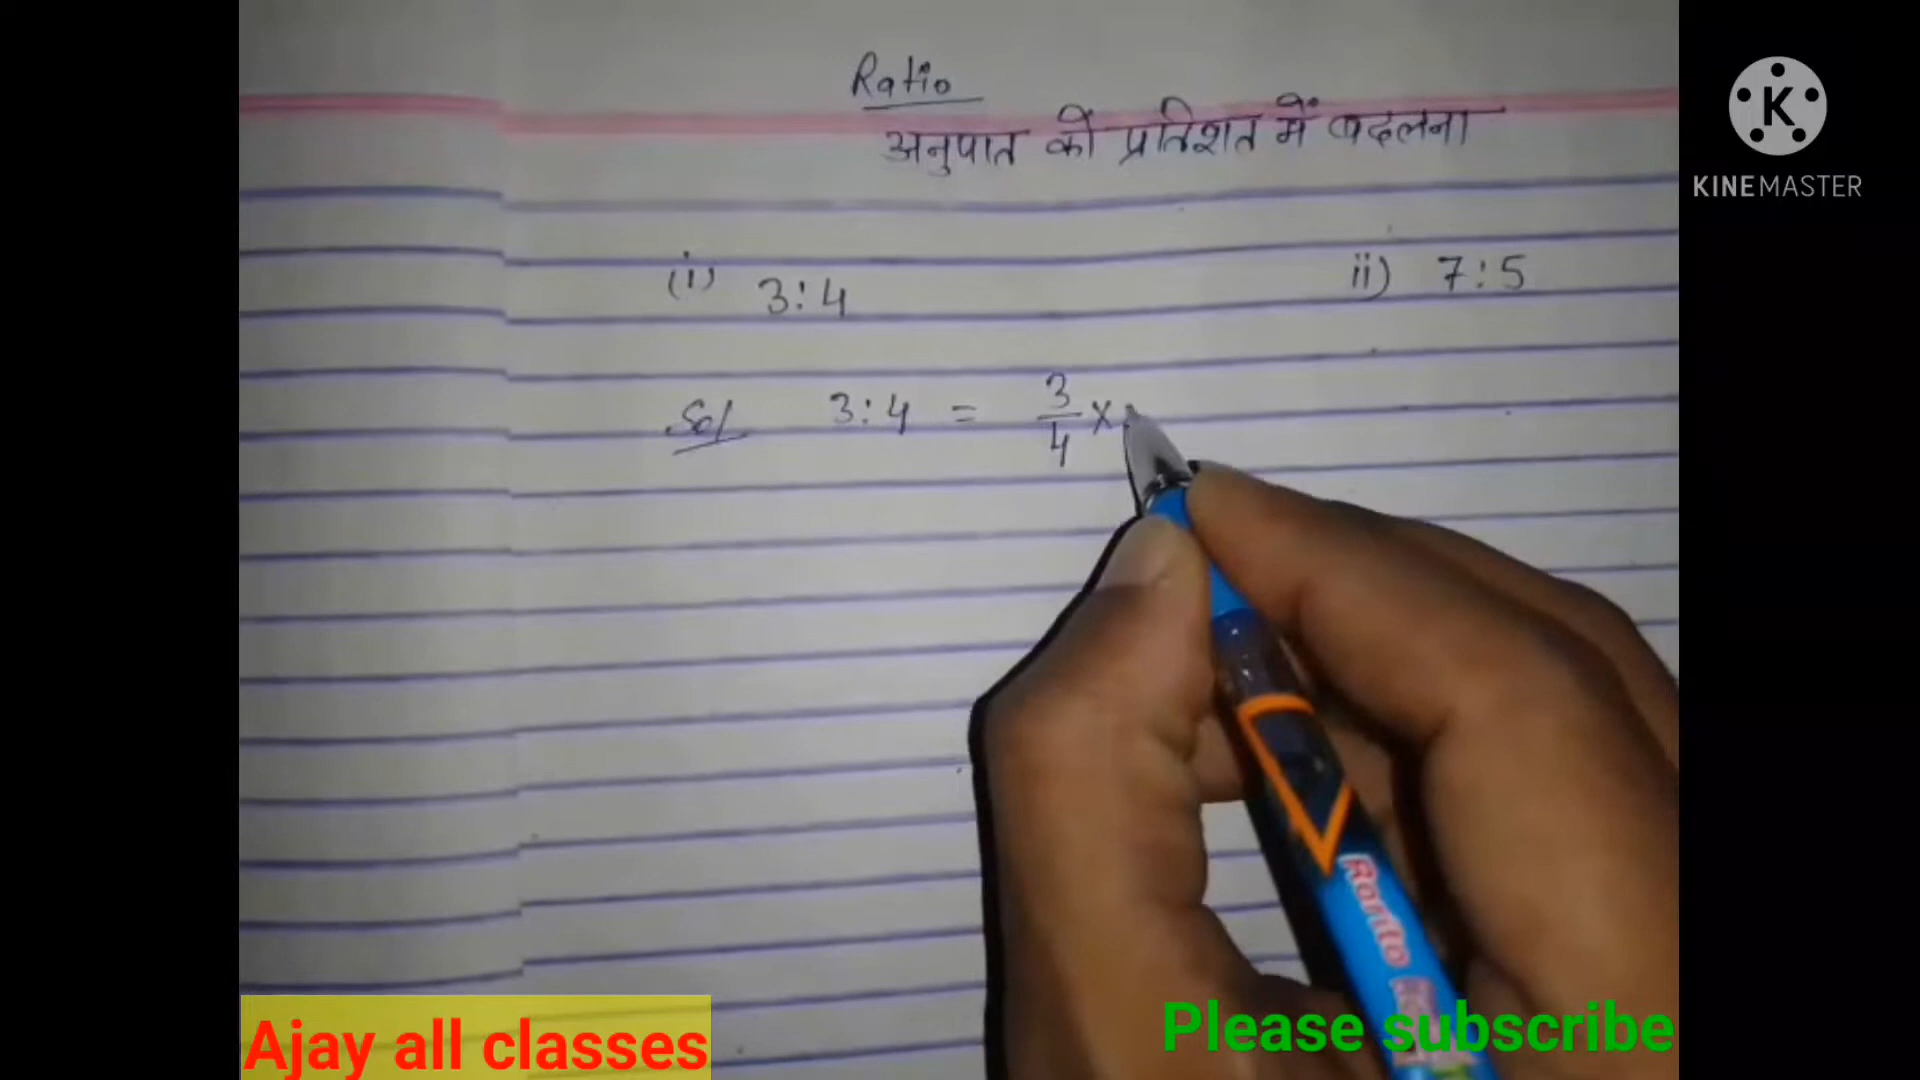 Ratio
अनुपात को प्रतिशत में बदलना
(i) 3:4
ii) 7:5
Sol 3:4 = 3/4 ×
KINEMASTER
Rorito
Ajay all classes
Please subscribe